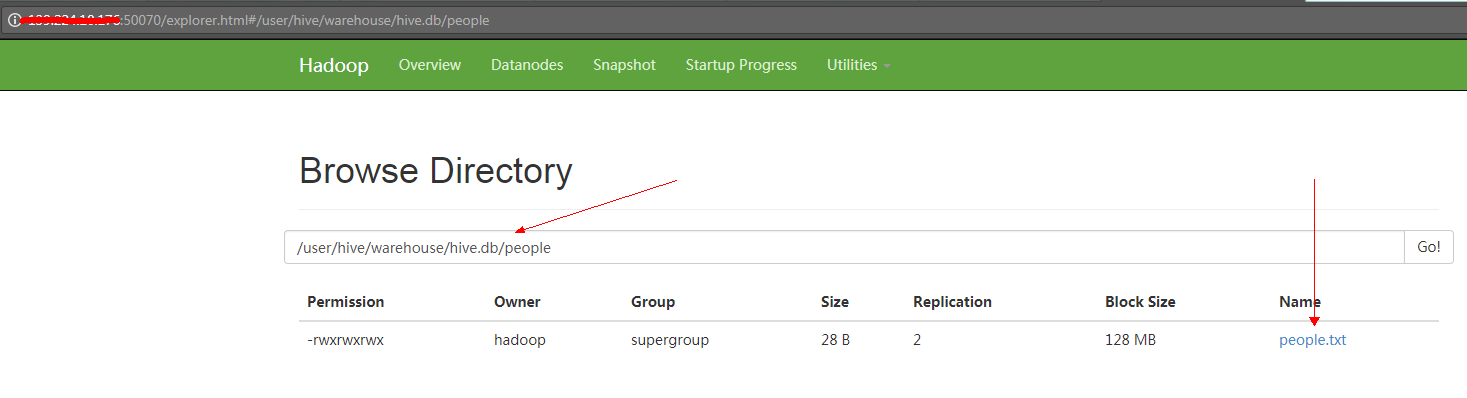 :50070/explorer.html#/user/hive/warehouse/hive.db/people
Hadoop Overview Datanodes Snapshot Startup Progress Utilities
Browse Directory
/user/hive/warehouse/hive.db/people Go!
Permission Owner Group Size Replication Block Size Name
-rwxrwxrwx hadoop supergroup 28 B 2 128 MB people.txt